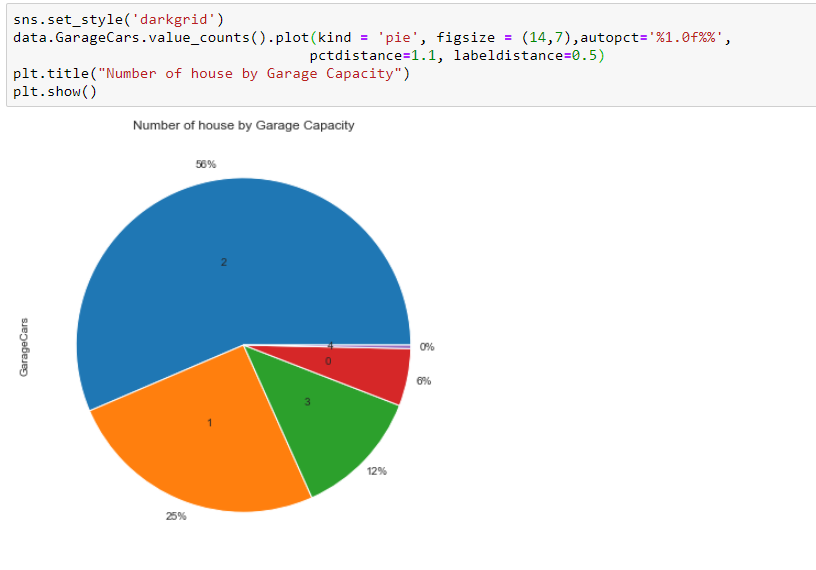 sns.set_style('darkgrid')
data.GarageCars.value_counts().plot(kind = 'pie', figsize = (14,7),autopct='%1.0f%%',
pctdistance=1.1, labeldistance=0.5)
plt.title("Number of house by Garage Capacity")
plt.show()
Number of house by Garage Capacity
56%
2
GarageCars
4
0%
0
6%
3
1
12%
25%